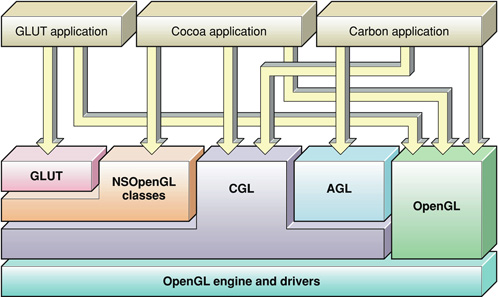 GLUT application
Cocoa application
Carbon application
GLUT
NSOpenGL
classes
CGL
AGL
OpenGL
OpenGL engine and drivers